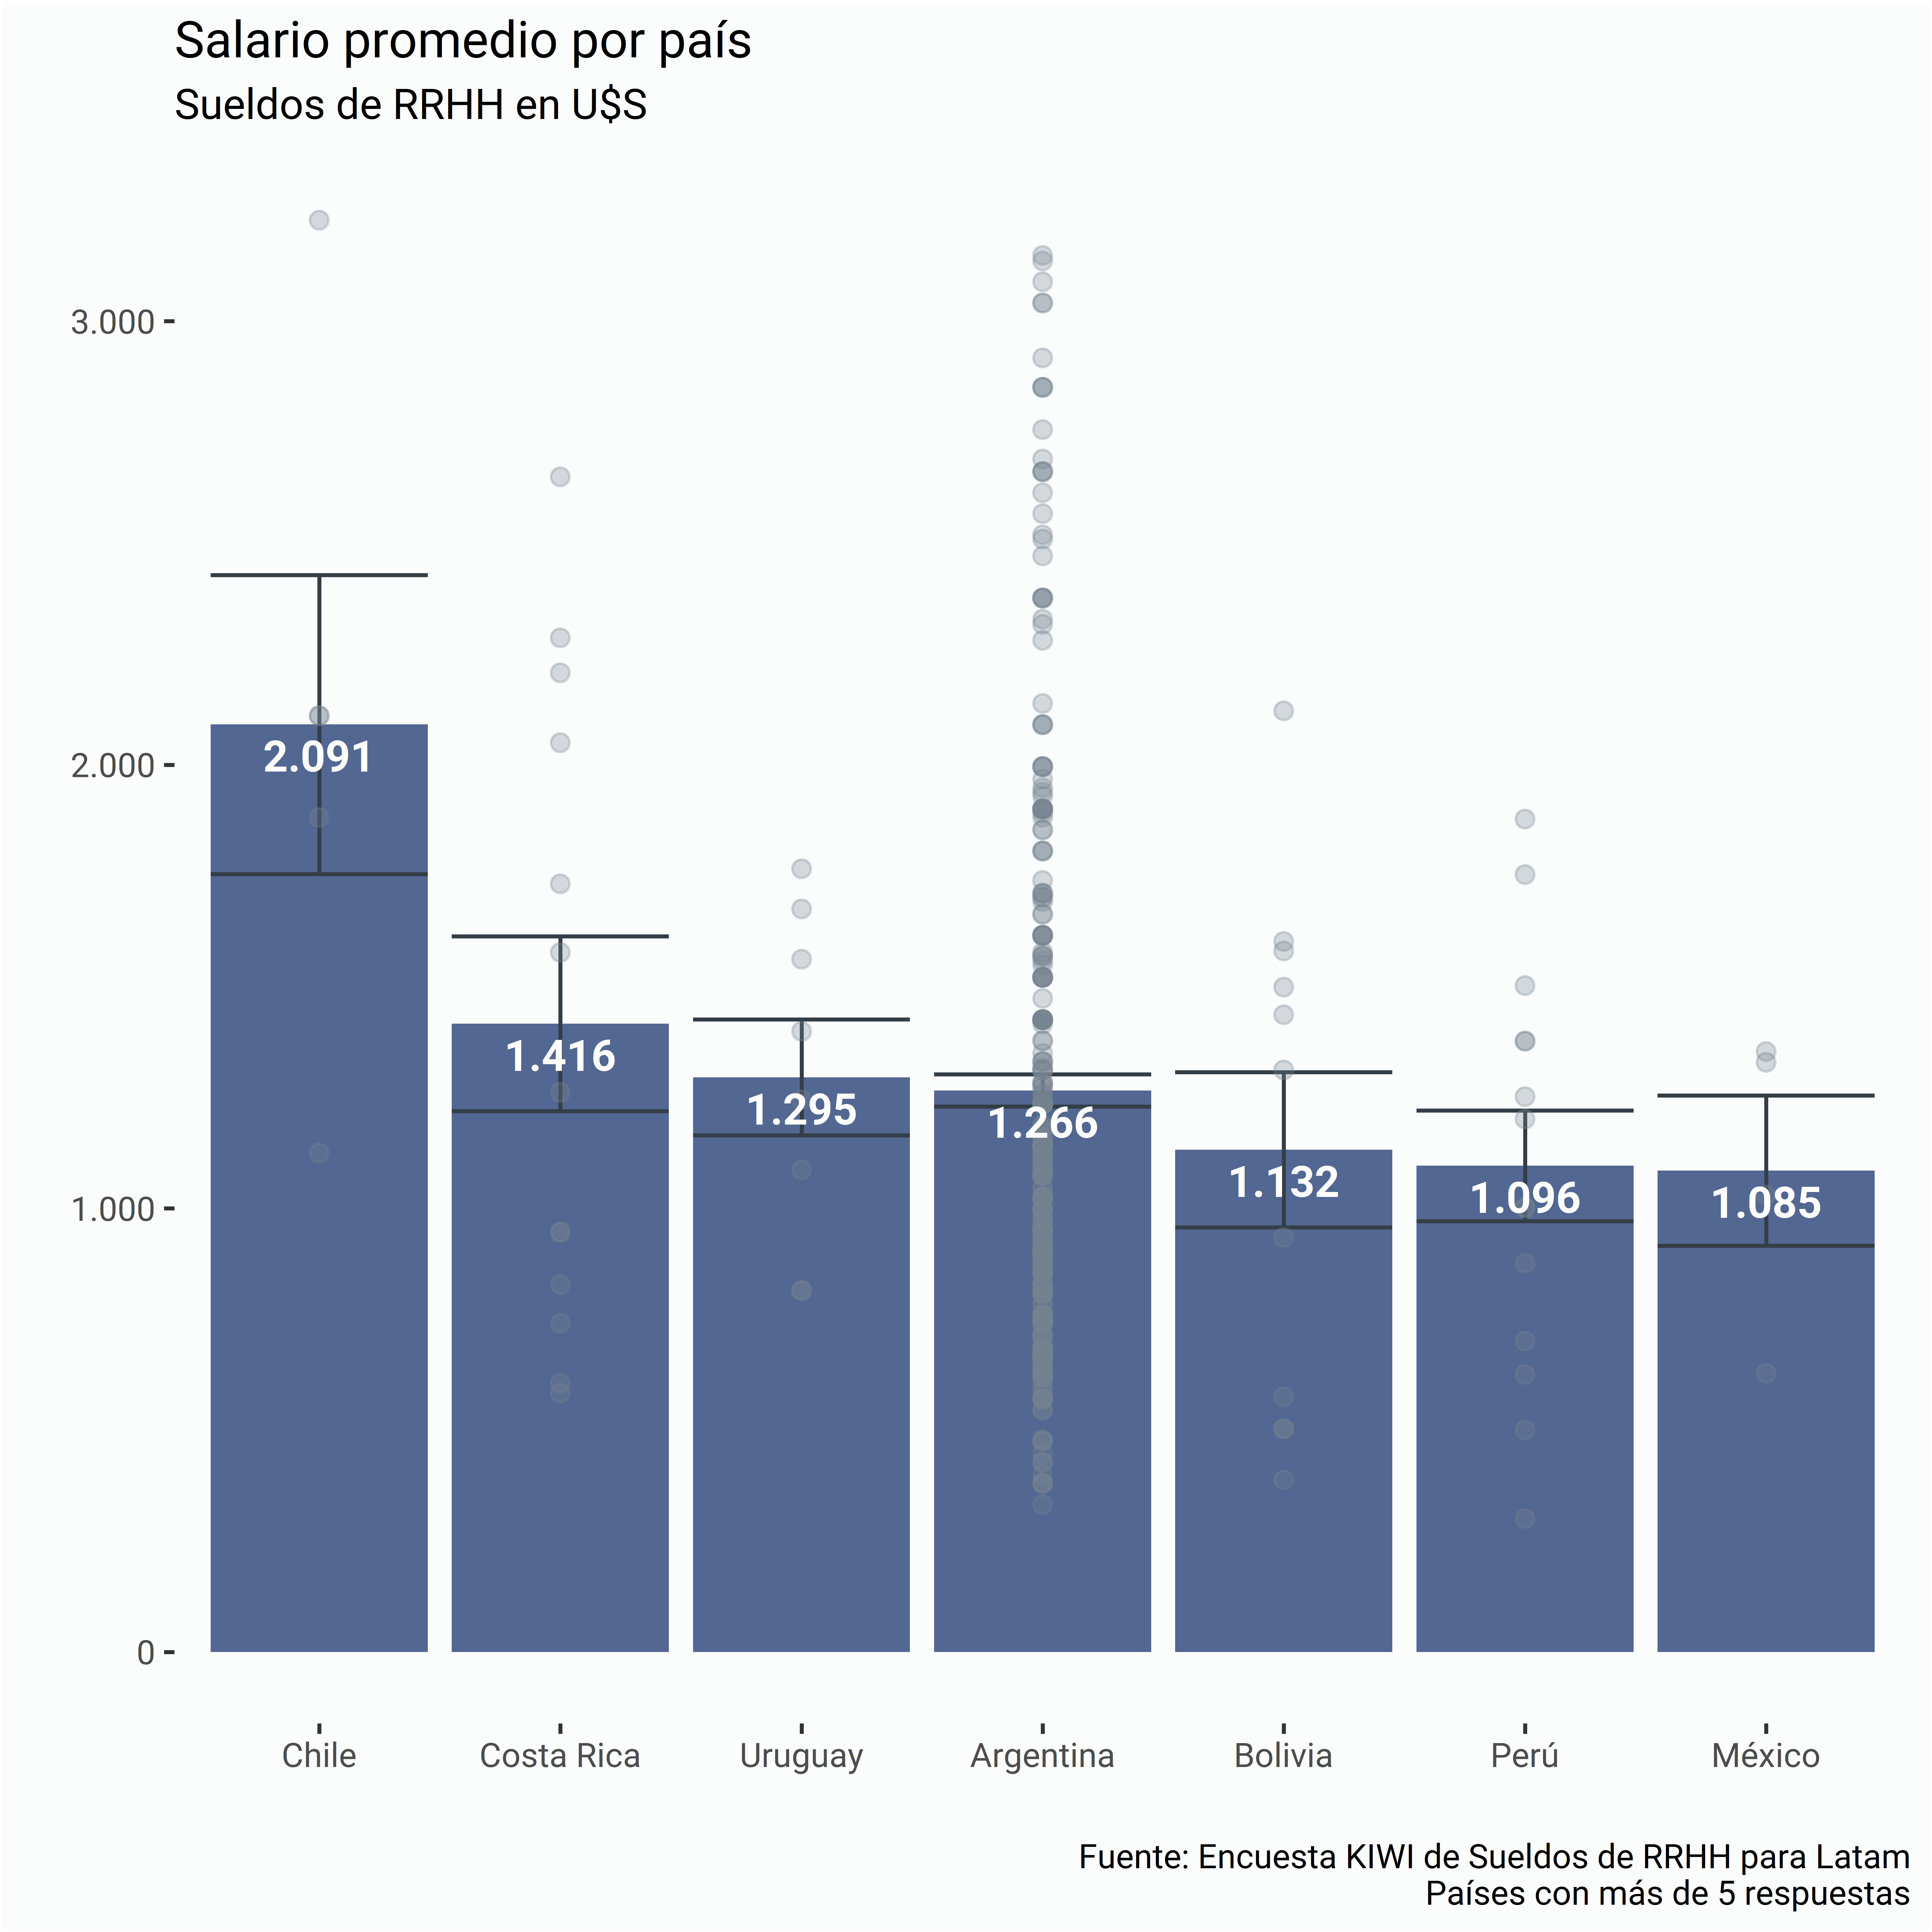 Salario promedio por país
Sueldos de RRHH en U$S
3.000
2.000
1.000
0
2.091
1.416
1.295
1.266
1.132
1.096
1.085
Chile
Costa Rica
Uruguay
Argentina
Bolivia
Perú
México
Fuente: Encuesta KIWI de Sueldos de RRHH para Latam
Países con más de 5 respuestas